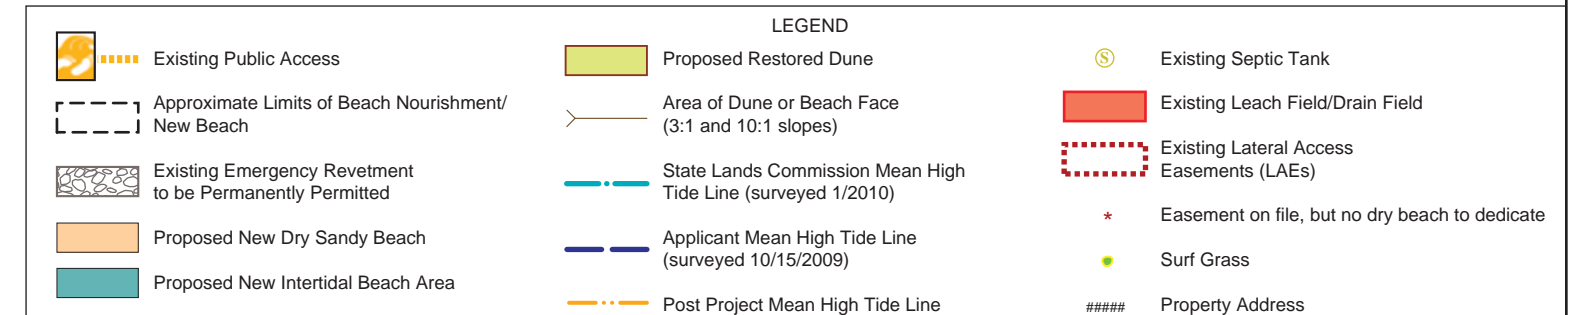 LEGEND
Existing Public Access
Approximate Limits of Beach Nourishment/
New Beach
Existing Emergency Revetment
to be Permanently Permitted
Proposed New Dry Sandy Beach
Proposed New Intertidal Beach Area
Proposed Restored Dune
Area of Dune or Beach Face
(3:1 and 10:1 slopes)
State Lands Commission Mean High
Tide Line (surveyed 1/2010)
Applicant Mean High Tide Line
(surveyed 10/15/2009)
Post Project Mean High Tide Line
S Existing Septic Tank
Existing Leach Field/Drain Field
Existing Lateral Access
Easements (LAEs)
* Easement on file, but no dry beach to dedicate
Surf Grass
##### Property Address